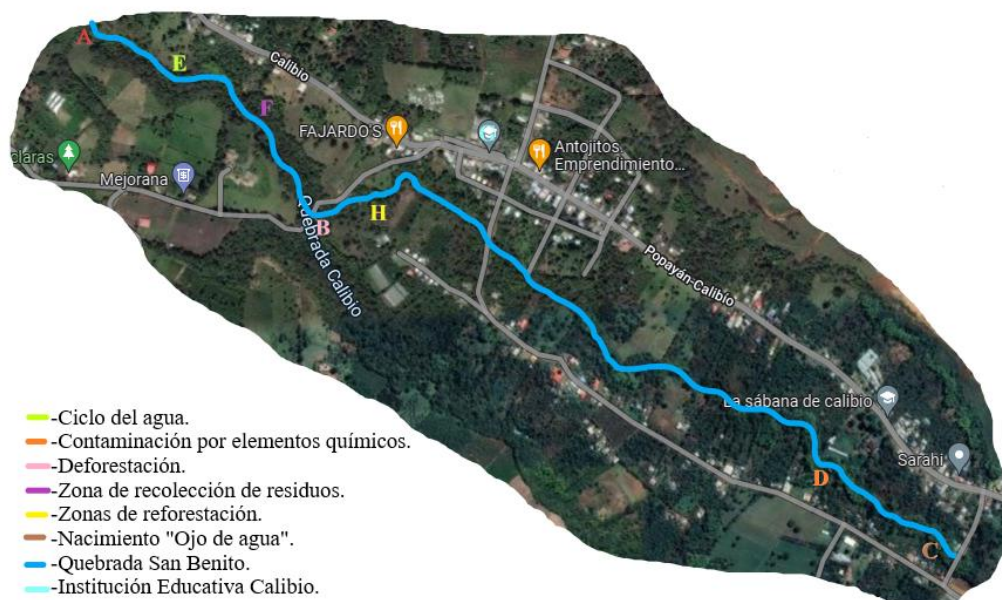 A
E
Calibio
F
FAJARDO'S
Antojitos
Emprendimiento...
claras
Mejorana
B
H
Quebrada Calibio
Popayán-Calibío
La sábana de calibio
Sarahi
D
C
-Ciclo del agua.
-Contaminación por elementos químicos.
-Deforestación.
-Zona de recolección de residuos.
-Zonas de reforestación.
-Nacimiento "Ojo de agua".
-Quebrada San Benito.
-Institución Educativa Calibio.